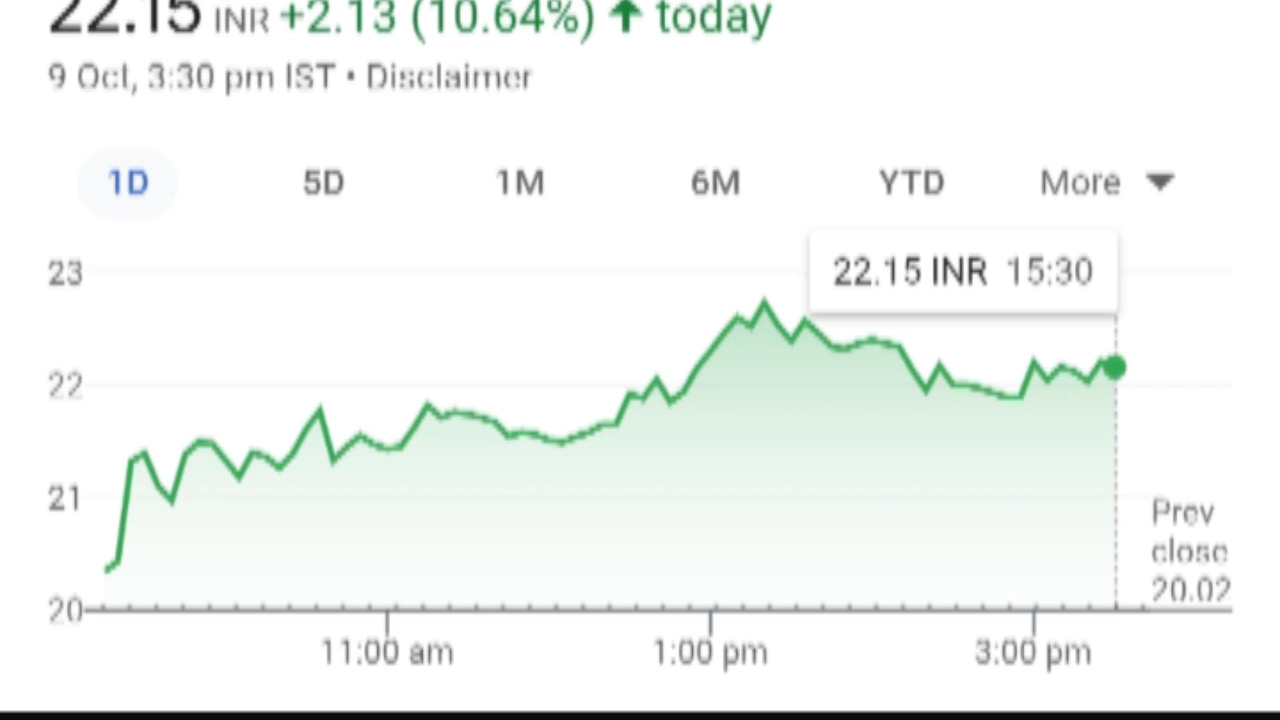 22.15 INR +2.13 (10.64%) ↑ today
9 Oct, 3:30 pm IST • Disclaimer
1D 5D 1M 6M YTD More
22.15 INR 15:30
23
22
21
20
Prev
close
20.02
11:00 am 1:00 pm 3:00 pm